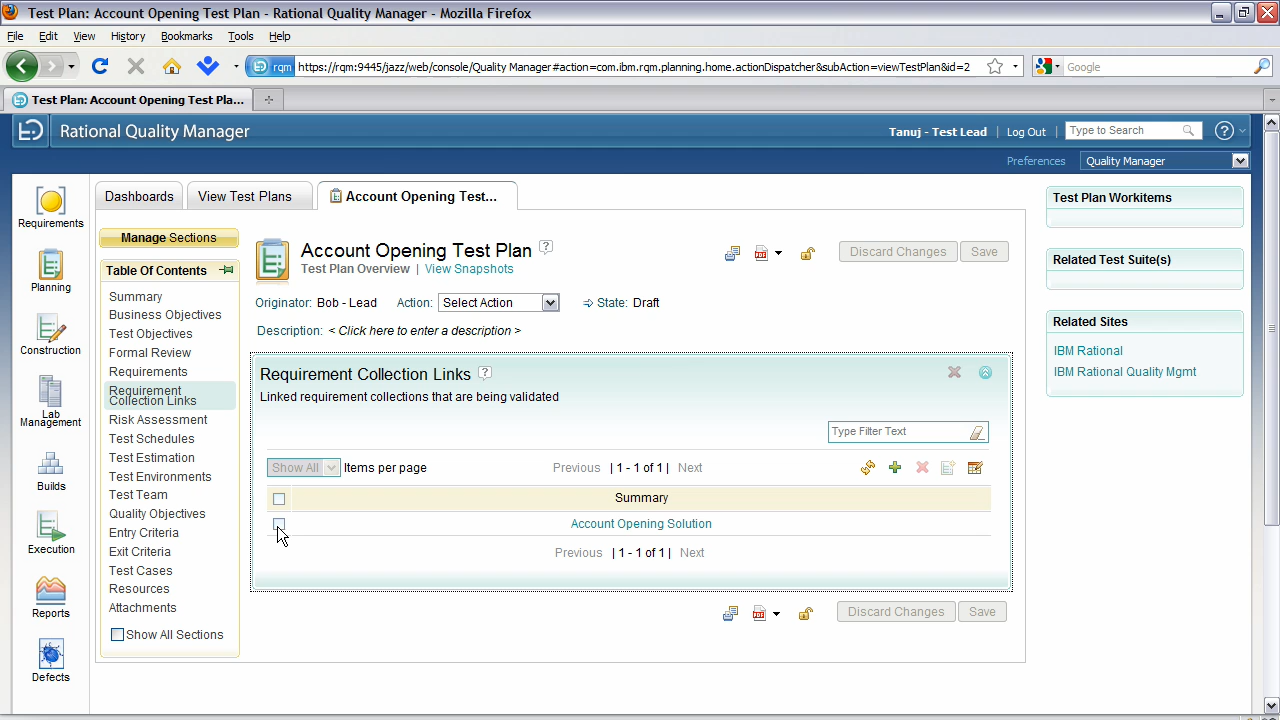 Test Plan: Account Opening Test Plan - Rational Quality Manager - Mozilla Firefox
File Edit View History Bookmarks Tools Help
rqm https://rqm:9445/jazz/web/console/Quality Manager#action=com.ibm.rqm.planning.home.actionDispatcher&subAction=viewTestPlan&id=2
Google
Test Plan: Account Opening Test Pla...
Rational Quality Manager
Tanuj - Test Lead | Log Out | Type to Search
Preferences Quality Manager
Requirements
Planning
Construction
Lab
Management
Builds
Execution
Reports
Defects
Dashboards View Test Plans Account Opening Test...
Manage Sections
Table Of Contents
Summary
Business Objectives
Test Objectives
Formal Review
Requirements
Requirement
Collection Links
Risk Assessment
Test Schedules
Test Estimation
Test Environments
Test Team
Quality Objectives
Entry Criteria
Exit Criteria
Test Cases
Resources
Attachments
Show All Sections
Account Opening Test Plan ?
Test Plan Overview | View Snapshots
Discard Changes Save
Originator: Bob - Lead Action: Select Action State: Draft
Description: < Click here to enter a description >
Requirement Collection Links ?
Linked requirement collections that are being validated
Type Filter Text
Show All Items per page Previous | 1 - 1 of 1 | Next
Summary
Account Opening Solution
Previous | 1 - 1 of 1 | Next
Discard Changes Save
Test Plan Workitems
Related Test Suite(s)
Related Sites
IBM Rational
IBM Rational Quality Mgmt